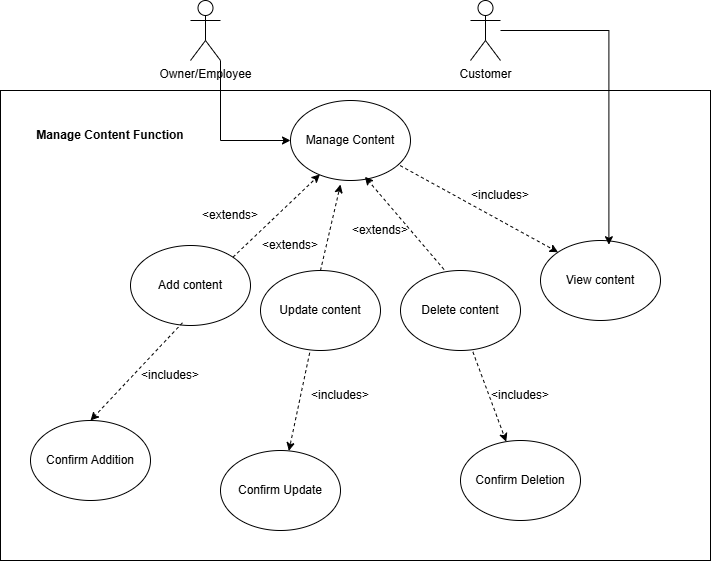 Owner/Employee
Customer
Manage Content Function
Manage Content
<includes>
<extends>
<extends>
<extends>
Add content
Update content
Delete content
View content
<includes>
<includes>
<includes>
Confirm Addition
Confirm Update
Confirm Deletion